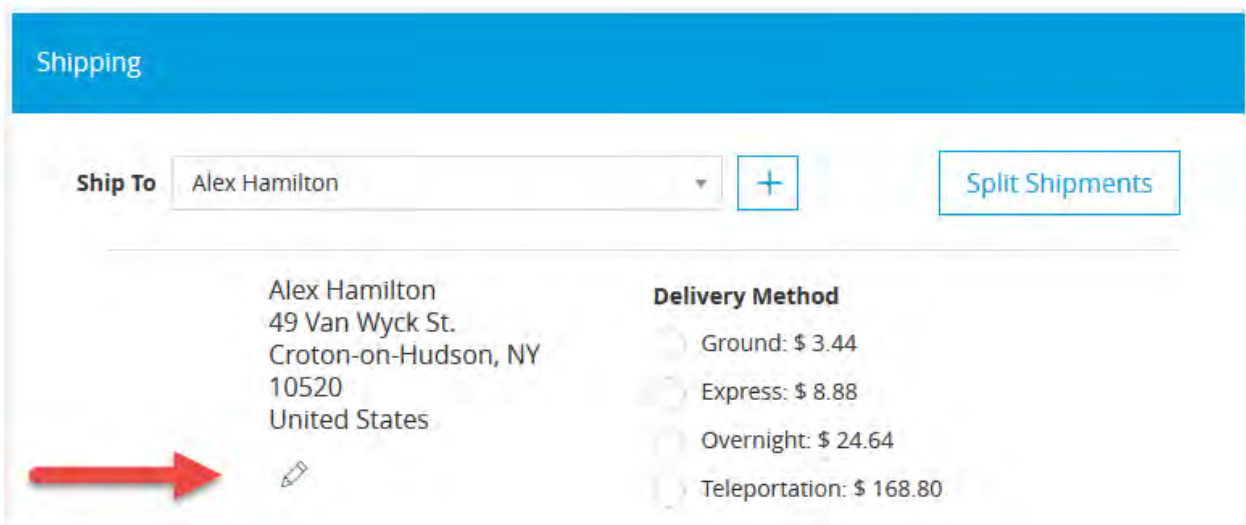 Shipping
Ship To Alex Hamilton + Split Shipments
Alex Hamilton
49 Van Wyck St.
Croton-on-Hudson, NY
10520
United States
Delivery Method
Ground: $ 3.44
Express: $ 8.88
Overnight: $ 24.64
Teleportation: $ 168.80